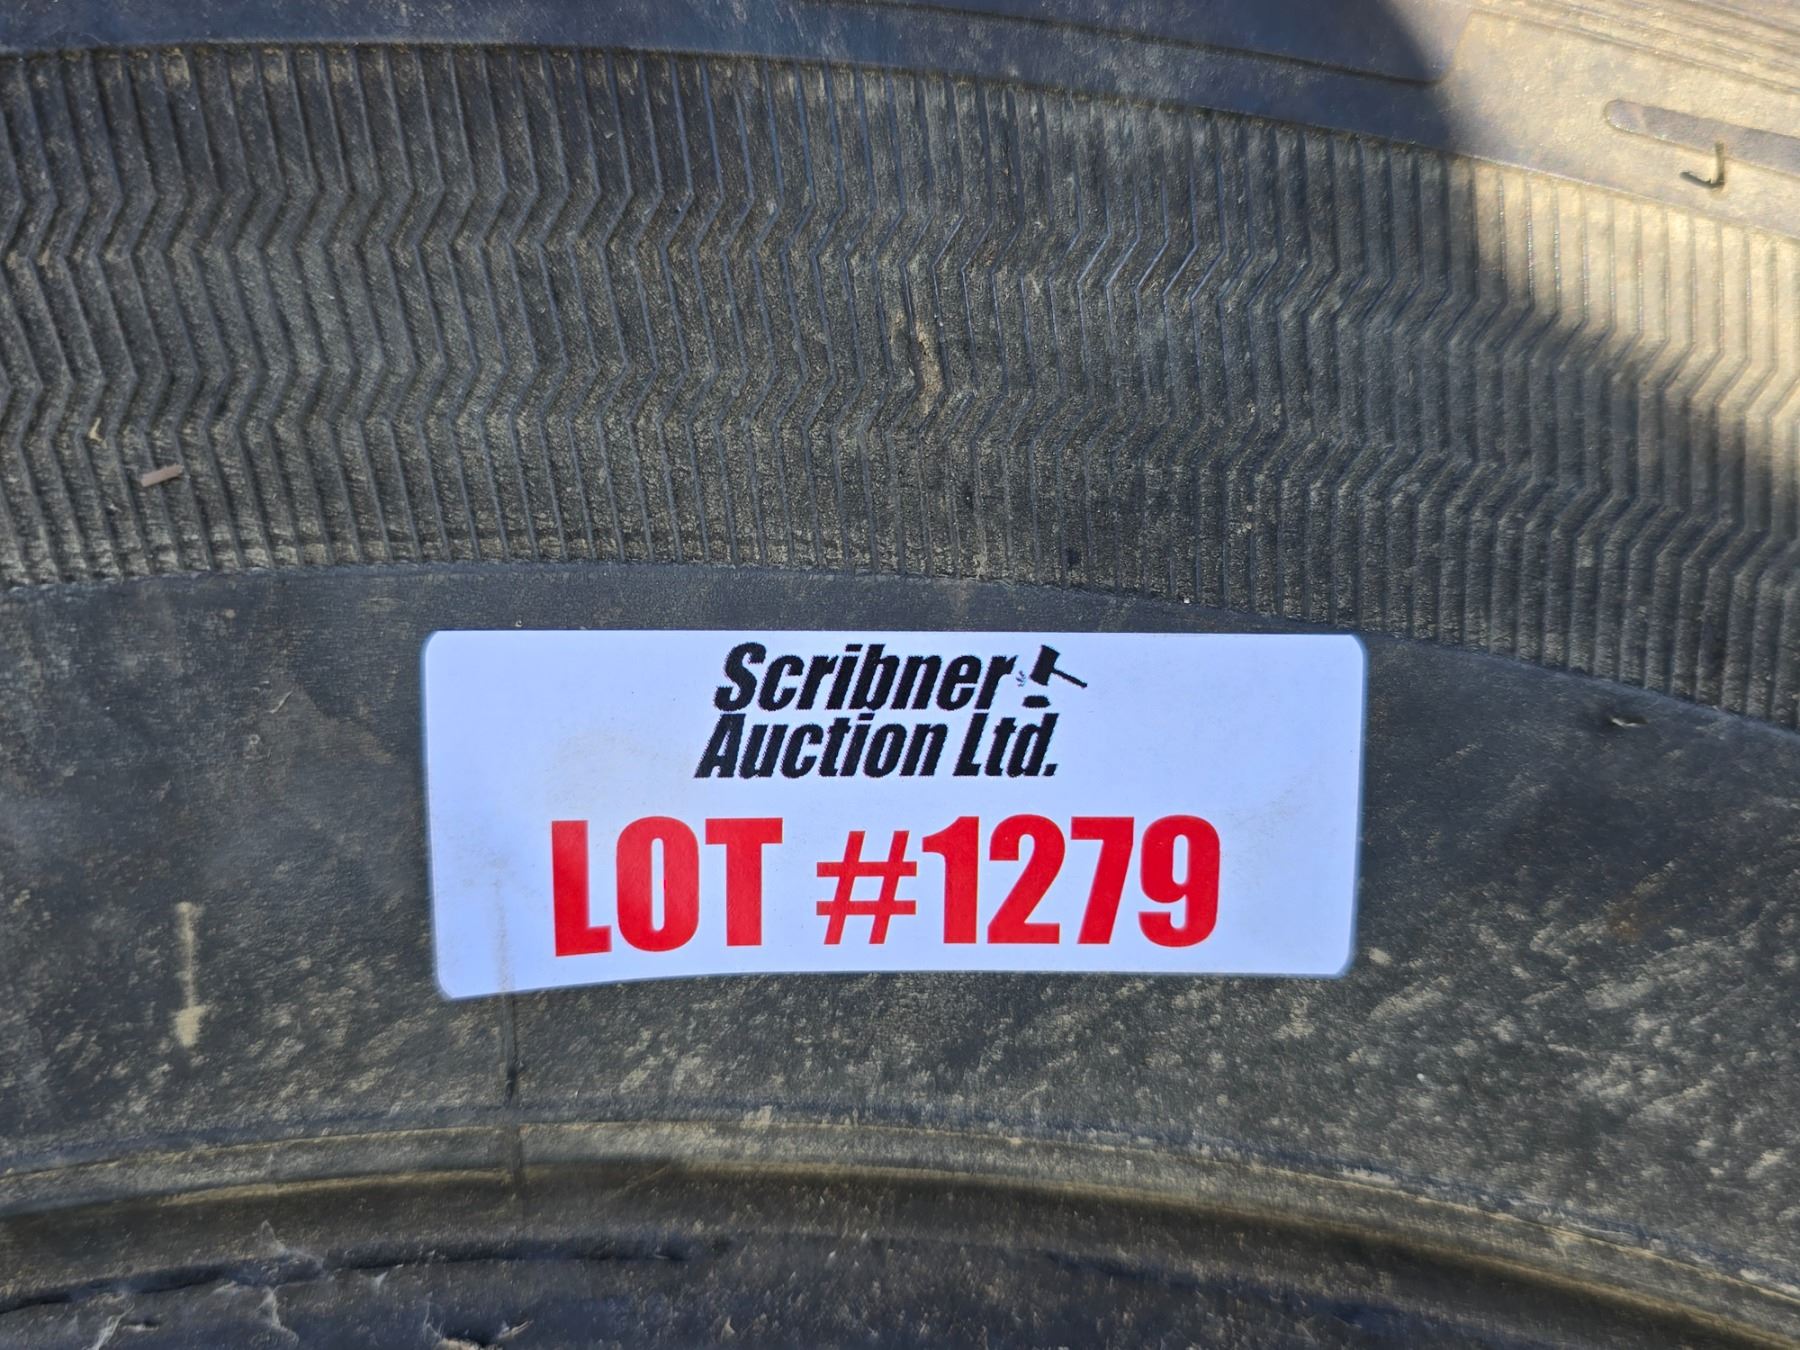 Scribner
Auction Ltd.
LOT #1279